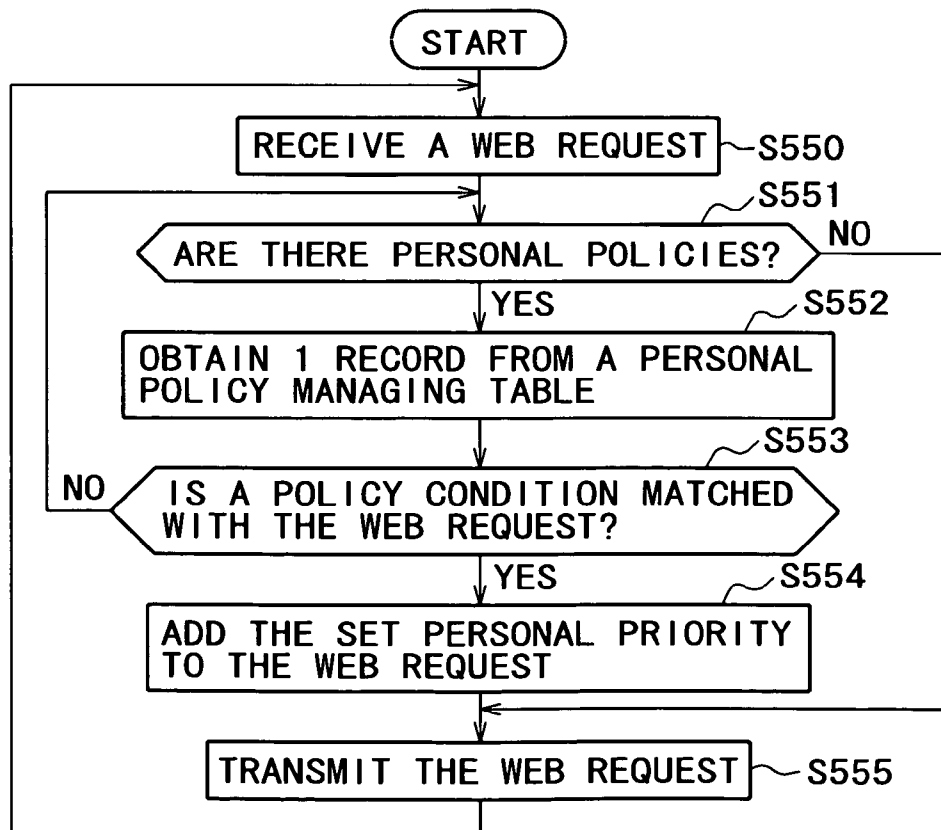 START
RECEIVE A WEB REQUEST
S550
S551
ARE THERE PERSONAL POLICIES?
NO
YES
S552
OBTAIN 1 RECORD FROM A PERSONAL
POLICY MANAGING TABLE
S553
NO
IS A POLICY CONDITION MATCHED
WITH THE WEB REQUEST?
YES
S554
ADD THE SET PERSONAL PRIORITY
TO THE WEB REQUEST
TRANSMIT THE WEB REQUEST
S555